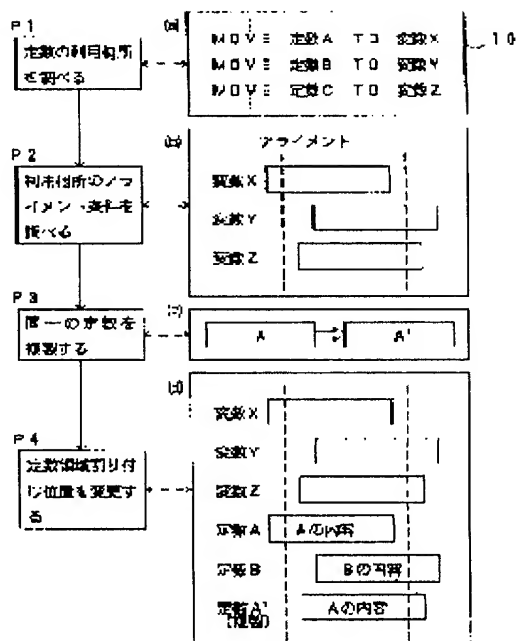 P1
定数の利用個所
を調べる
(a)
MOVE 定数A TO 変数X
MOVE 定数B TO 変数Y
MOVE 定数C TO 変数Z
10
P2
利用個所のアラ
イメント条件を
調べる
(b)
アライメント
変数X
変数Y
変数Z
P3
同一の定数を
複製する
(c)
A
A'
P4
定数領域割り付
け位置を変更す
る
(d)
変数X
変数Y
変数Z
定数A
Aの内容
定数B
Bの内容
定数A'
(複製)
Aの内容